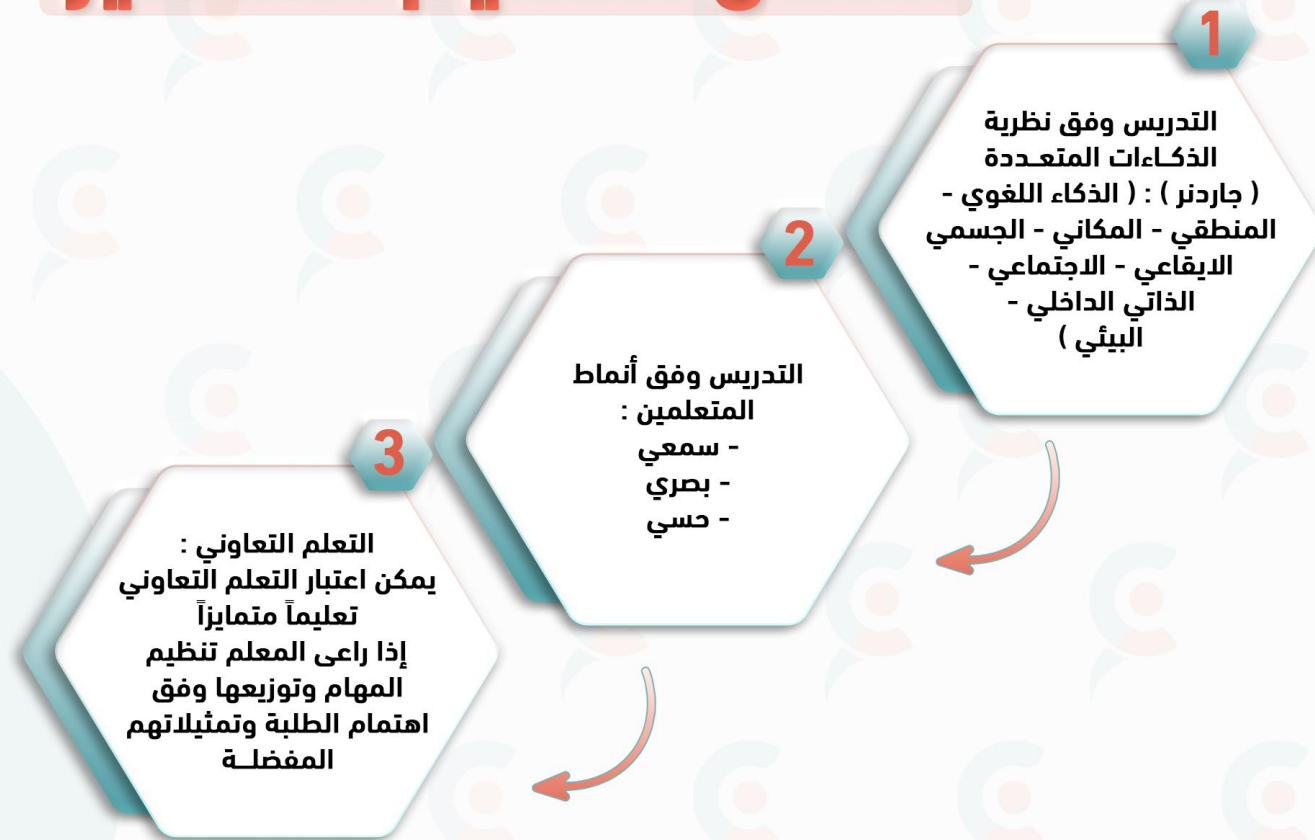 1
التدريس وفق نظرية
الذكـاءات المتعـددة
( جاردنر ) : ( الذكاء اللغوي -
المنطقي - المكاني - الجسمي
الايقاعي - الاجتماعي -
الذاتي الداخلي -
البيئي )
2
التدريس وفق أنماط
المتعلمين :
- سمعي
- بصري
- حسي
3
التعلم التعاوني :
يمكن اعتبار التعلم التعاوني
تعليماً متمايزاً
إذا راعى المعلم تنظيم
المهام وتوزيعها وفق
اهتمام الطلبة وتمثيلاتهم
المفضلــة